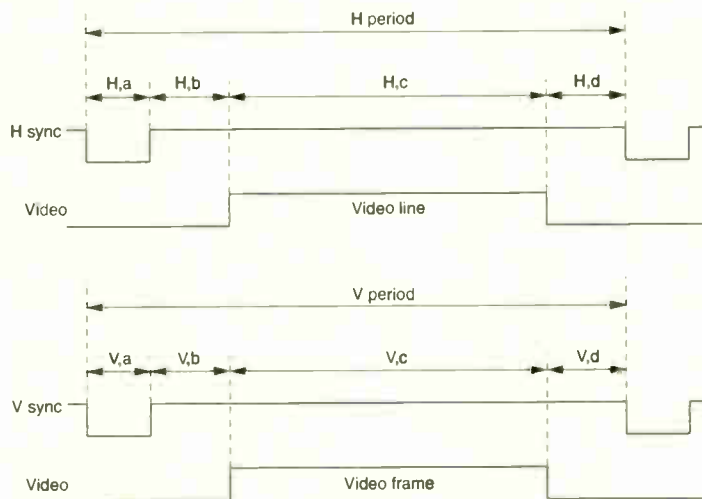 H period
H,a H,b H,c H,d
H sync
Video Video line
V period
V,a V,b V,c V,d
V sync
Video Video frame